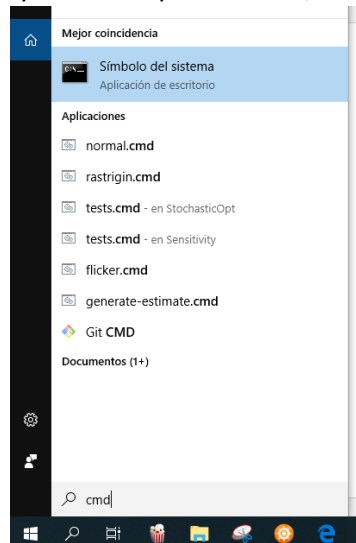 Mejor coincidencia
Símbolo del sistema
Aplicación de escritorio
Aplicaciones
normal.cmd
rastrigin.cmd
tests.cmd - en StochasticOpt
tests.cmd - en Sensitivity
flicker.cmd
generate-estimate.cmd
Git CMD
Documentos (1+)
cmd